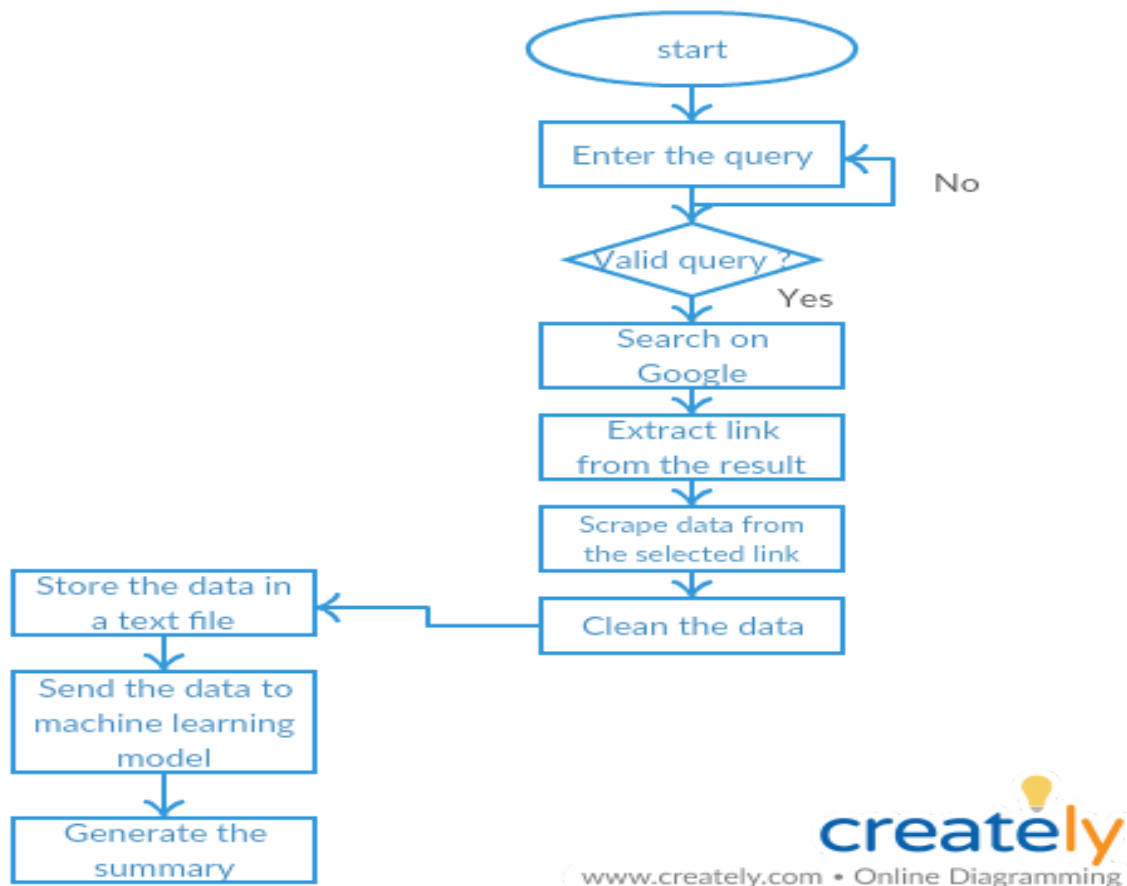 start
Enter the query
No
Valid query ?
Yes
Search on
Google
Extract link
from the result
Scrape data from
the selected link
Clean the data
Store the data in
a text file
Send the data to
machine learning
model
Generate the
summary
creately
www.creately.com • Online Diagramming